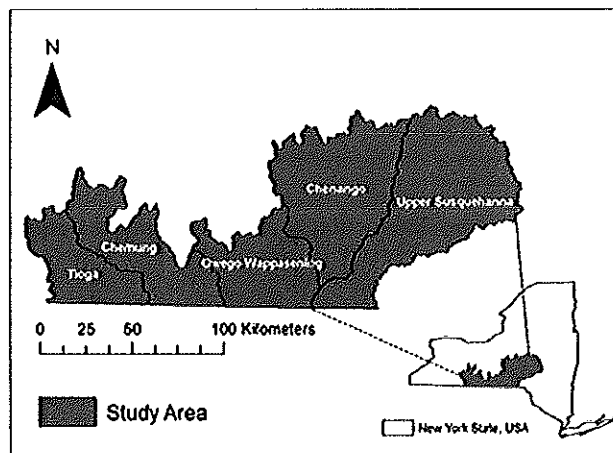 N
Chenango
Upper Susquehanna
Chemung
Owego Wappasening
Tioga
0 25 50 100 Kilometers
Study Area
New York State, USA